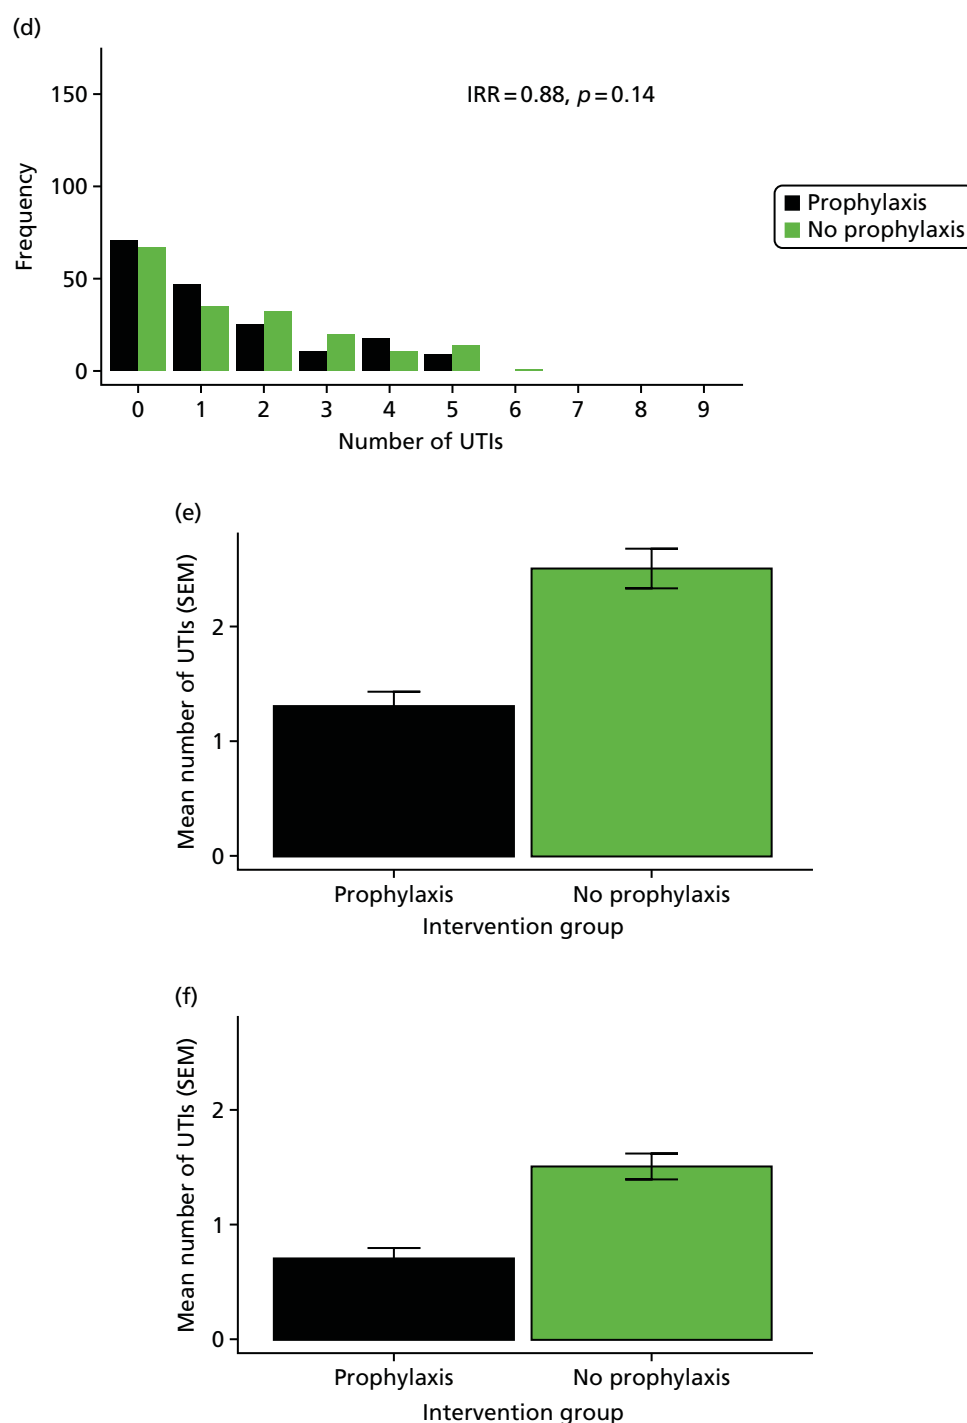 (d)
150
100
50
0
Frequency
IRR=0.88, p=0.14
Prophylaxis
No prophylaxis
0 1 2 3 4 5 6 7 8 9
Number of UTIs
(e)
Mean number of UTIs (SEM)
2
1
0
Prophylaxis No prophylaxis
Intervention group
(f)
Mean number of UTIs (SEM)
2
1
0
Prophylaxis No prophylaxis
Intervention group